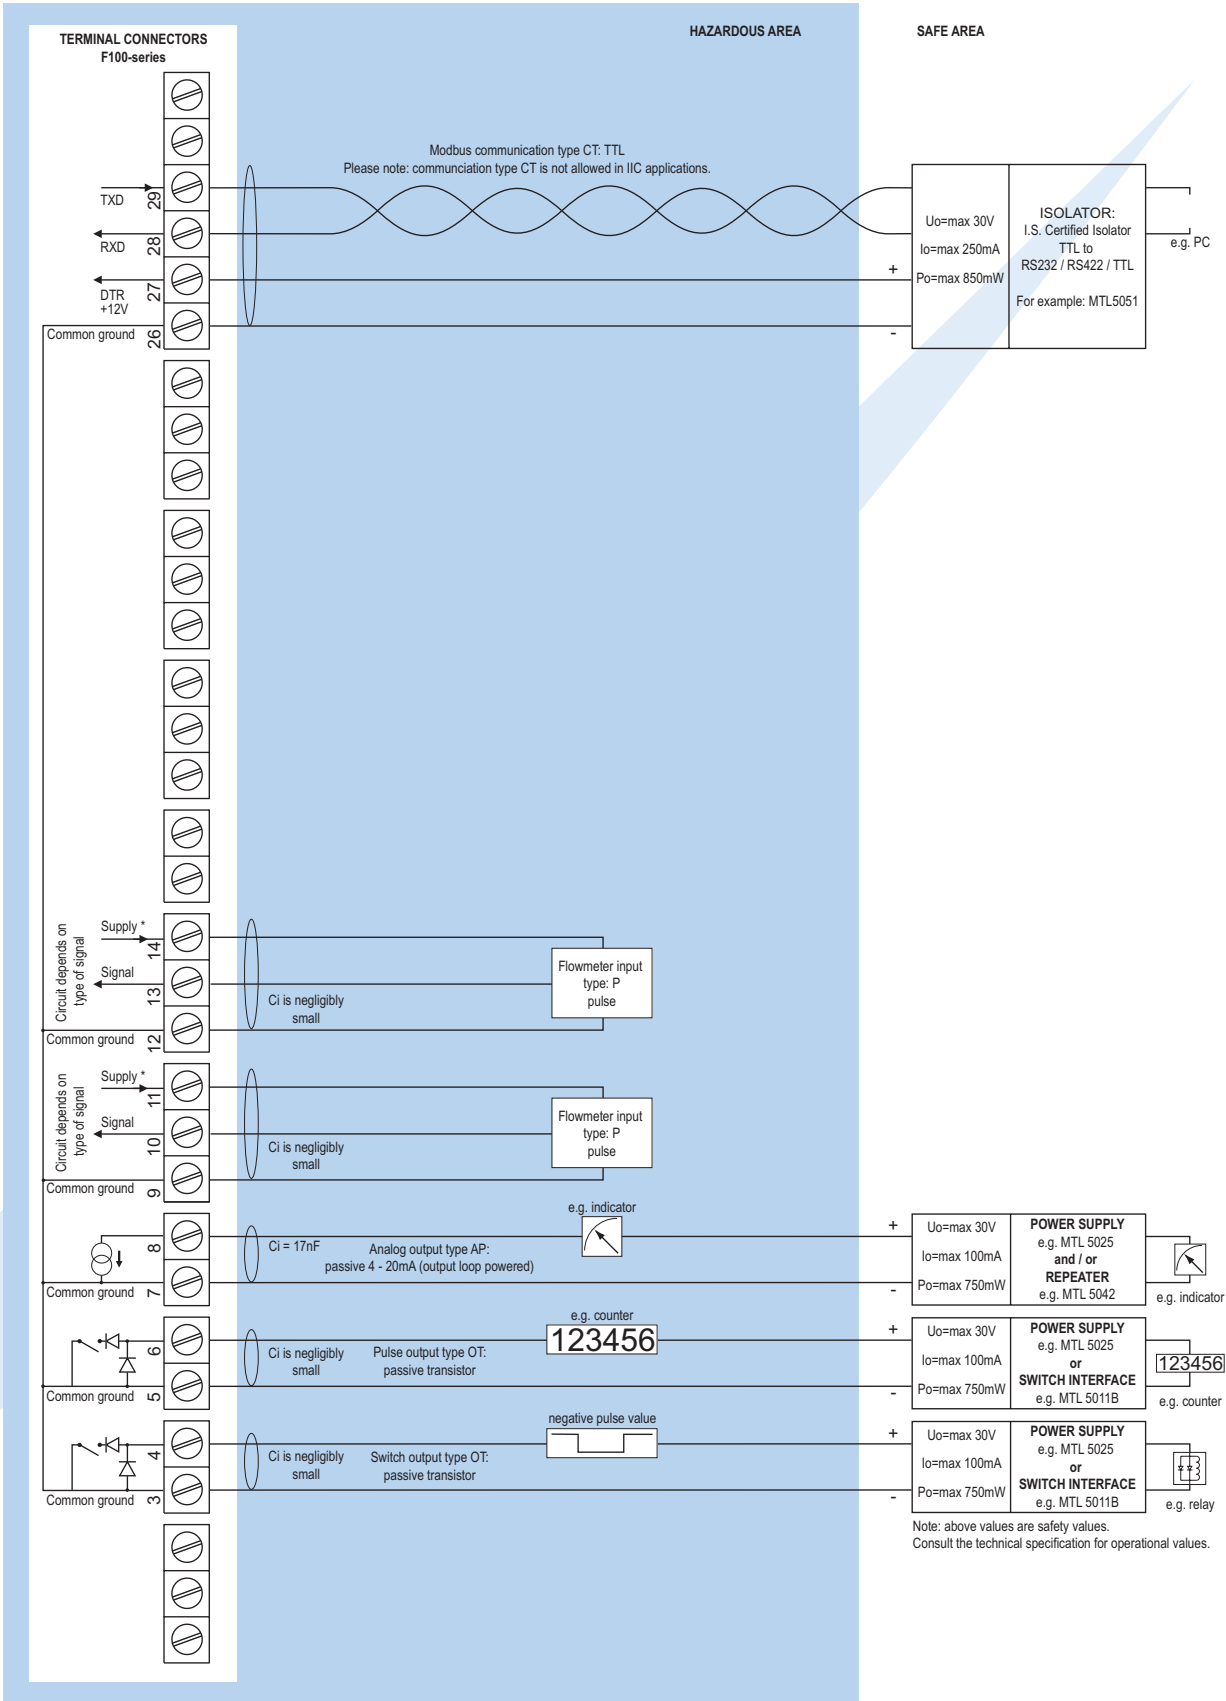 HAZARDOUS AREA
SAFE AREA
TERMINAL CONNECTORS
F100-series
Modbus communication type CT: TTL
Please note: communciation type CT is not allowed in IIC applications.
TXD
29
RXD
28
DTR
+12V
27
Common ground
26
+
-
Uo=max 30V
Io=max 250mA
Po=max 850mW
ISOLATOR:
I.S. Certified Isolator
TTL to
RS232 / RS422 / TTL
For example: MTL5051
e.g. PC
Circuit depends on
type of signal
Supply *
14
Signal
13
Common ground
12
Ci is negligibly
small
Flowmeter input
type: P
pulse
Circuit depends on
type of signal
Supply *
11
Signal
10
Common ground
9
Ci is negligibly
small
Flowmeter input
type: P
pulse
8
Common ground
7
Ci = 17nF
Analog output type AP:
passive 4 - 20mA (output loop powered)
e.g. indicator
+
-
Uo=max 30V
Io=max 100mA
Po=max 750mW
POWER SUPPLY
e.g. MTL 5025
and / or
REPEATER
e.g. MTL 5042
e.g. indicator
6
Common ground
5
Ci is negligibly
small
Pulse output type OT:
passive transistor
e.g. counter
123456
+
-
Uo=max 30V
Io=max 100mA
Po=max 750mW
POWER SUPPLY
e.g. MTL 5025
or
SWITCH INTERFACE
e.g. MTL 5011B
123456
e.g. counter
4
Common ground
3
Ci is negligibly
small
Switch output type OT:
passive transistor
negative pulse value
+
-
Uo=max 30V
Io=max 100mA
Po=max 750mW
POWER SUPPLY
e.g. MTL 5025
or
SWITCH INTERFACE
e.g. MTL 5011B
e.g. relay
Note: above values are safety values.
Consult the technical specification for operational values.